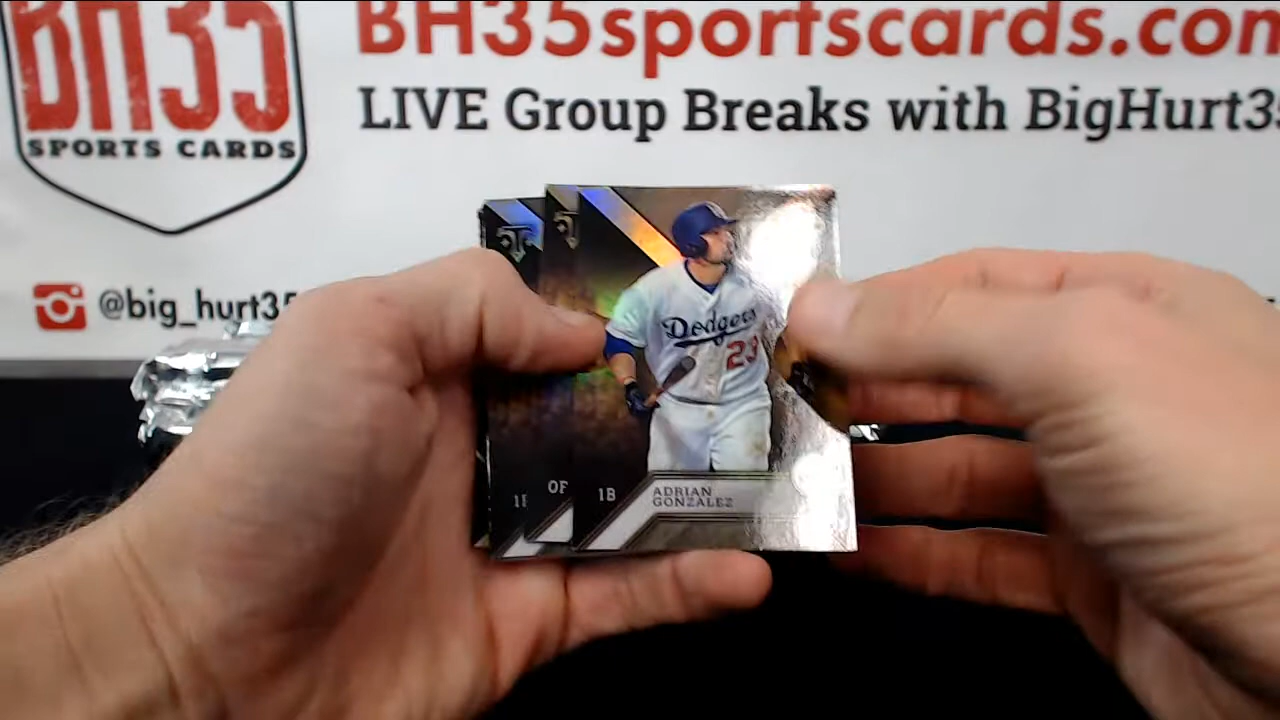 BH35
SPORTS CARDS
BH35sportscards.com
LIVE Group Breaks with BigHurt35
@big_hurt35
Dodgers
23
1B
OF
1B
ADRIAN
GONZALEZ